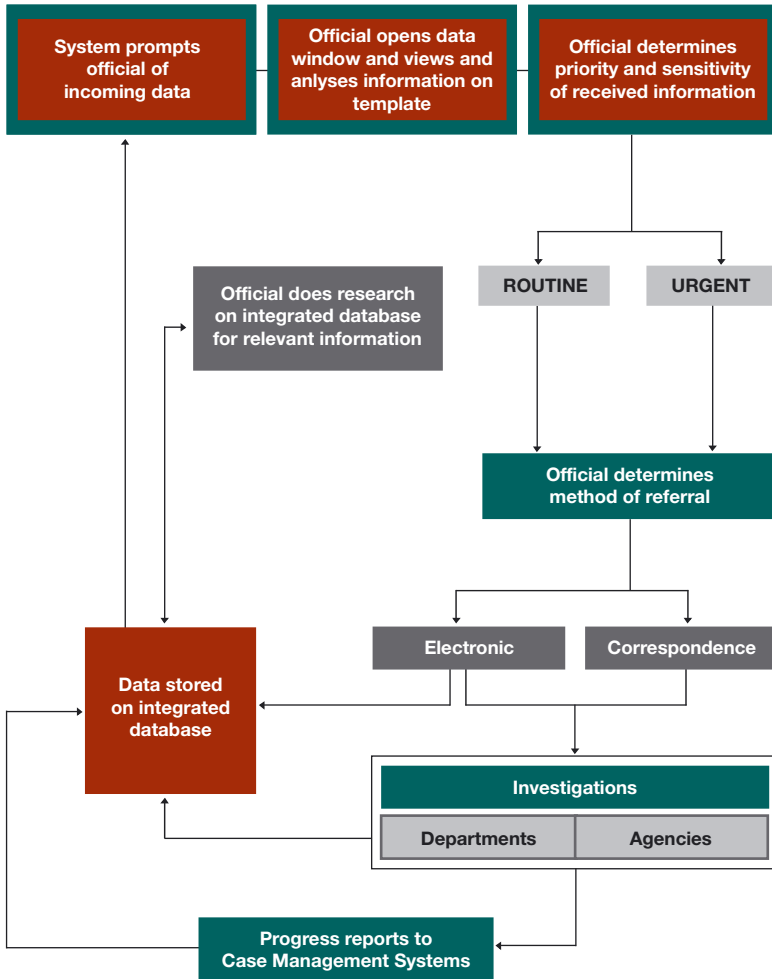 System prompts
official of
incoming data
Official opens data
window and views and
anlyses information on
template
Official determines
priority and sensitivity
of received information
ROUTINE
URGENT
Official does research
on integrated database
for relevant information
Official determines
method of referral
Electronic
Correspondence
Data stored
on integrated
database
Investigations
Departments
Agencies
Progress reports to
Case Management Systems